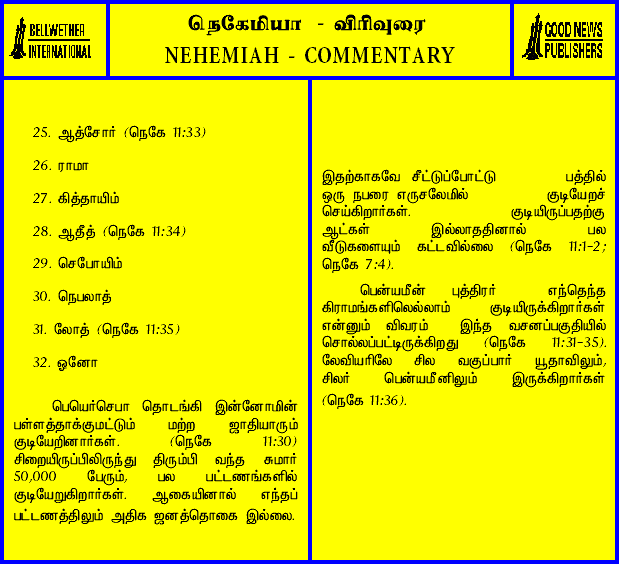 BELLWETHER
INTERNATIONAL
நெகேமியா - விரிவுரை
NEHEMIAH - COMMENTARY
GOOD NEWS
PUBLISHERS
25. ஆத்சோர் (நெகே 11:33)
26. ராமா
27. கித்தாயிம்
28. ஆதீத் (நெகே 11:34)
29. செபோயிம்
30. நெபலாத்
31. லோத் (நெகே 11:35)
32. ஓனோ
பெயெர்செபா தொடங்கி இன்னோமின்
பள்ளத்தாக்குமட்டும் மற்ற ஜாதியாரும்
குடியேறினார்கள். (நெகே 11:30)
சிறையிருப்பிலிருந்து திரும்பி வந்த சுமார்
50,000 பேரும், பல பட்டணங்களில்
குடியேறுகிறார்கள். ஆகையினால் எந்தப்
பட்டணத்திலும் அதிக ஜனத்தொகை இல்லை.
இதற்காகவே சீட்டுப்போட்டு பத்தில்
ஒரு நபரை எருசலேமில் குடியேறச்
செய்கிறார்கள். குடியிருப்பதற்கு
ஆட்கள் இல்லாததினால் பல
வீடுகளையும் கட்டவில்லை (நெகே 11:1-2;
நெகே 7:4).
பென்யமீன் புத்திரர் எந்தெந்த
கிராமங்களிலெல்லாம் குடியிருக்கிறார்கள்
என்னும் விவரம் இந்த வசனப்பகுதியில்
சொல்லப்பட்டிருக்கிறது (நெகே 11:31-35).
லேவியரிலே சில வகுப்பார் யூதாவிலும்,
சிலர் பென்யமீனிலும் இருக்கிறார்கள்
(நெகே 11:36).